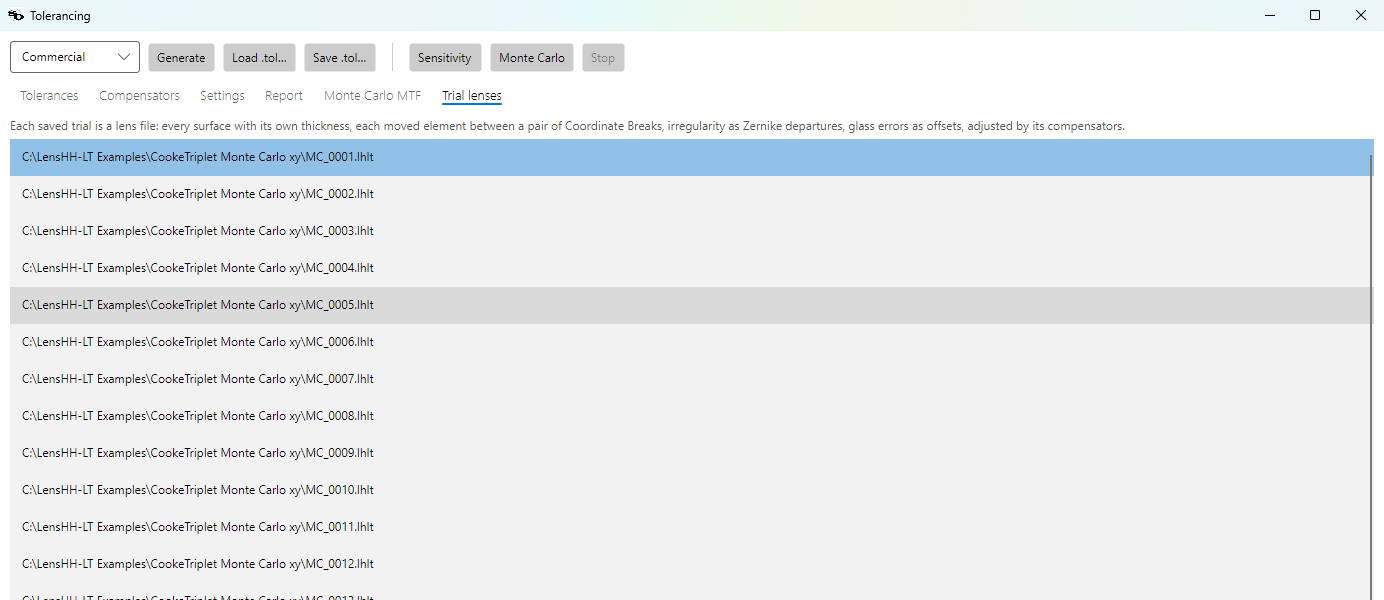 Tolerancing
Commercial Generate Load .tol... Save .tol... Sensitivity Monte Carlo Stop
Tolerances Compensators Settings Report Monte Carlo MTF Trial lenses
Each saved trial is a lens file: every surface with its own thickness, each moved element between a pair of Coordinate Breaks, irregularity as Zernike departures, glass errors as offsets, adjusted by its compensators.
C:\LensHH-LT Examples\CookeTriplet Monte Carlo xy\MC_0001.lhlt
C:\LensHH-LT Examples\CookeTriplet Monte Carlo xy\MC_0002.lhlt
C:\LensHH-LT Examples\CookeTriplet Monte Carlo xy\MC_0003.lhlt
C:\LensHH-LT Examples\CookeTriplet Monte Carlo xy\MC_0004.lhlt
C:\LensHH-LT Examples\CookeTriplet Monte Carlo xy\MC_0005.lhlt
C:\LensHH-LT Examples\CookeTriplet Monte Carlo xy\MC_0006.lhlt
C:\LensHH-LT Examples\CookeTriplet Monte Carlo xy\MC_0007.lhlt
C:\LensHH-LT Examples\CookeTriplet Monte Carlo xy\MC_0008.lhlt
C:\LensHH-LT Examples\CookeTriplet Monte Carlo xy\MC_0009.lhlt
C:\LensHH-LT Examples\CookeTriplet Monte Carlo xy\MC_0010.lhlt
C:\LensHH-LT Examples\CookeTriplet Monte Carlo xy\MC_0011.lhlt
C:\LensHH-LT Examples\CookeTriplet Monte Carlo xy\MC_0012.lhlt